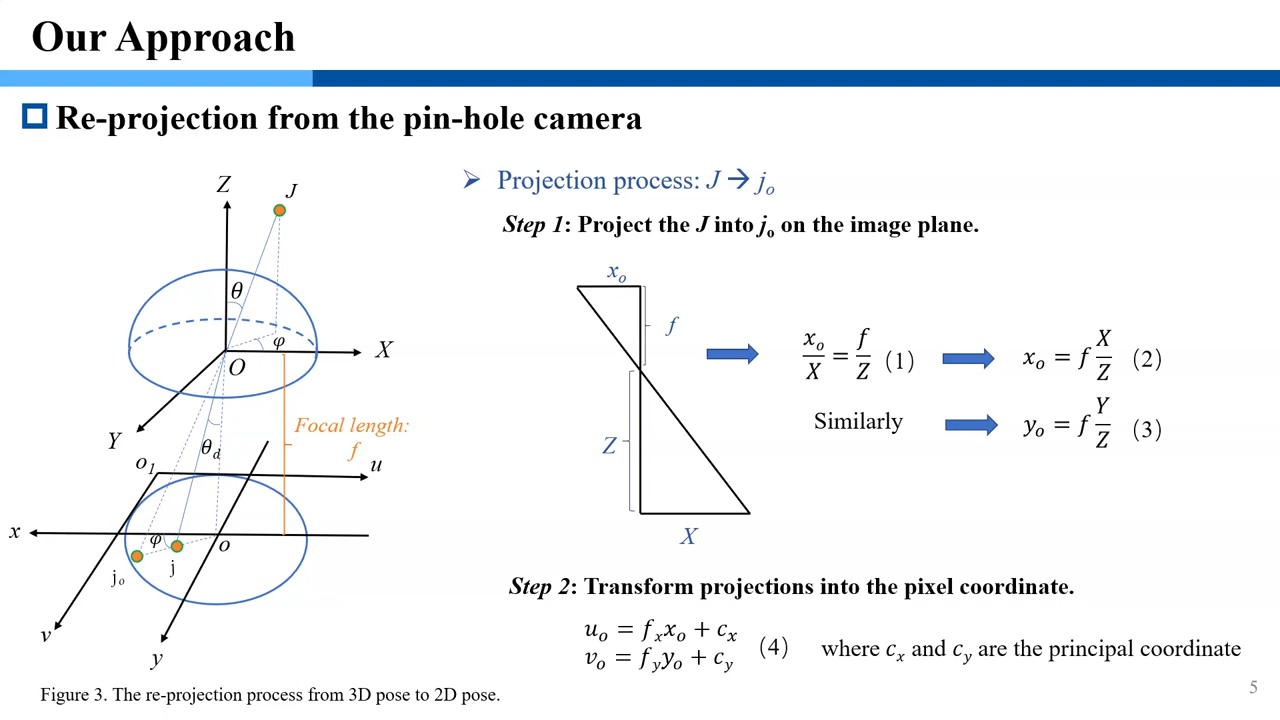 Our Approach
Re-projection from the pin-hole camera
Z
J
θ
φ
X
O
Y
Focal length:
f
θd
o1
u
x
φ
o
jo
j
v
y
Figure 3. The re-projection process from 3D pose to 2D pose.
Projection process: J → jo
Step 1: Project the J into jo on the image plane.
xo
f
Z
X
xo/X = f/Z (1)
xo = f X/Z (2)
Similarly
yo = f Y/Z (3)
Step 2: Transform projections into the pixel coordinate.
uo = fxxo + cx
vo = fyyo + cy (4)
where cx and cy are the principal coordinate
5